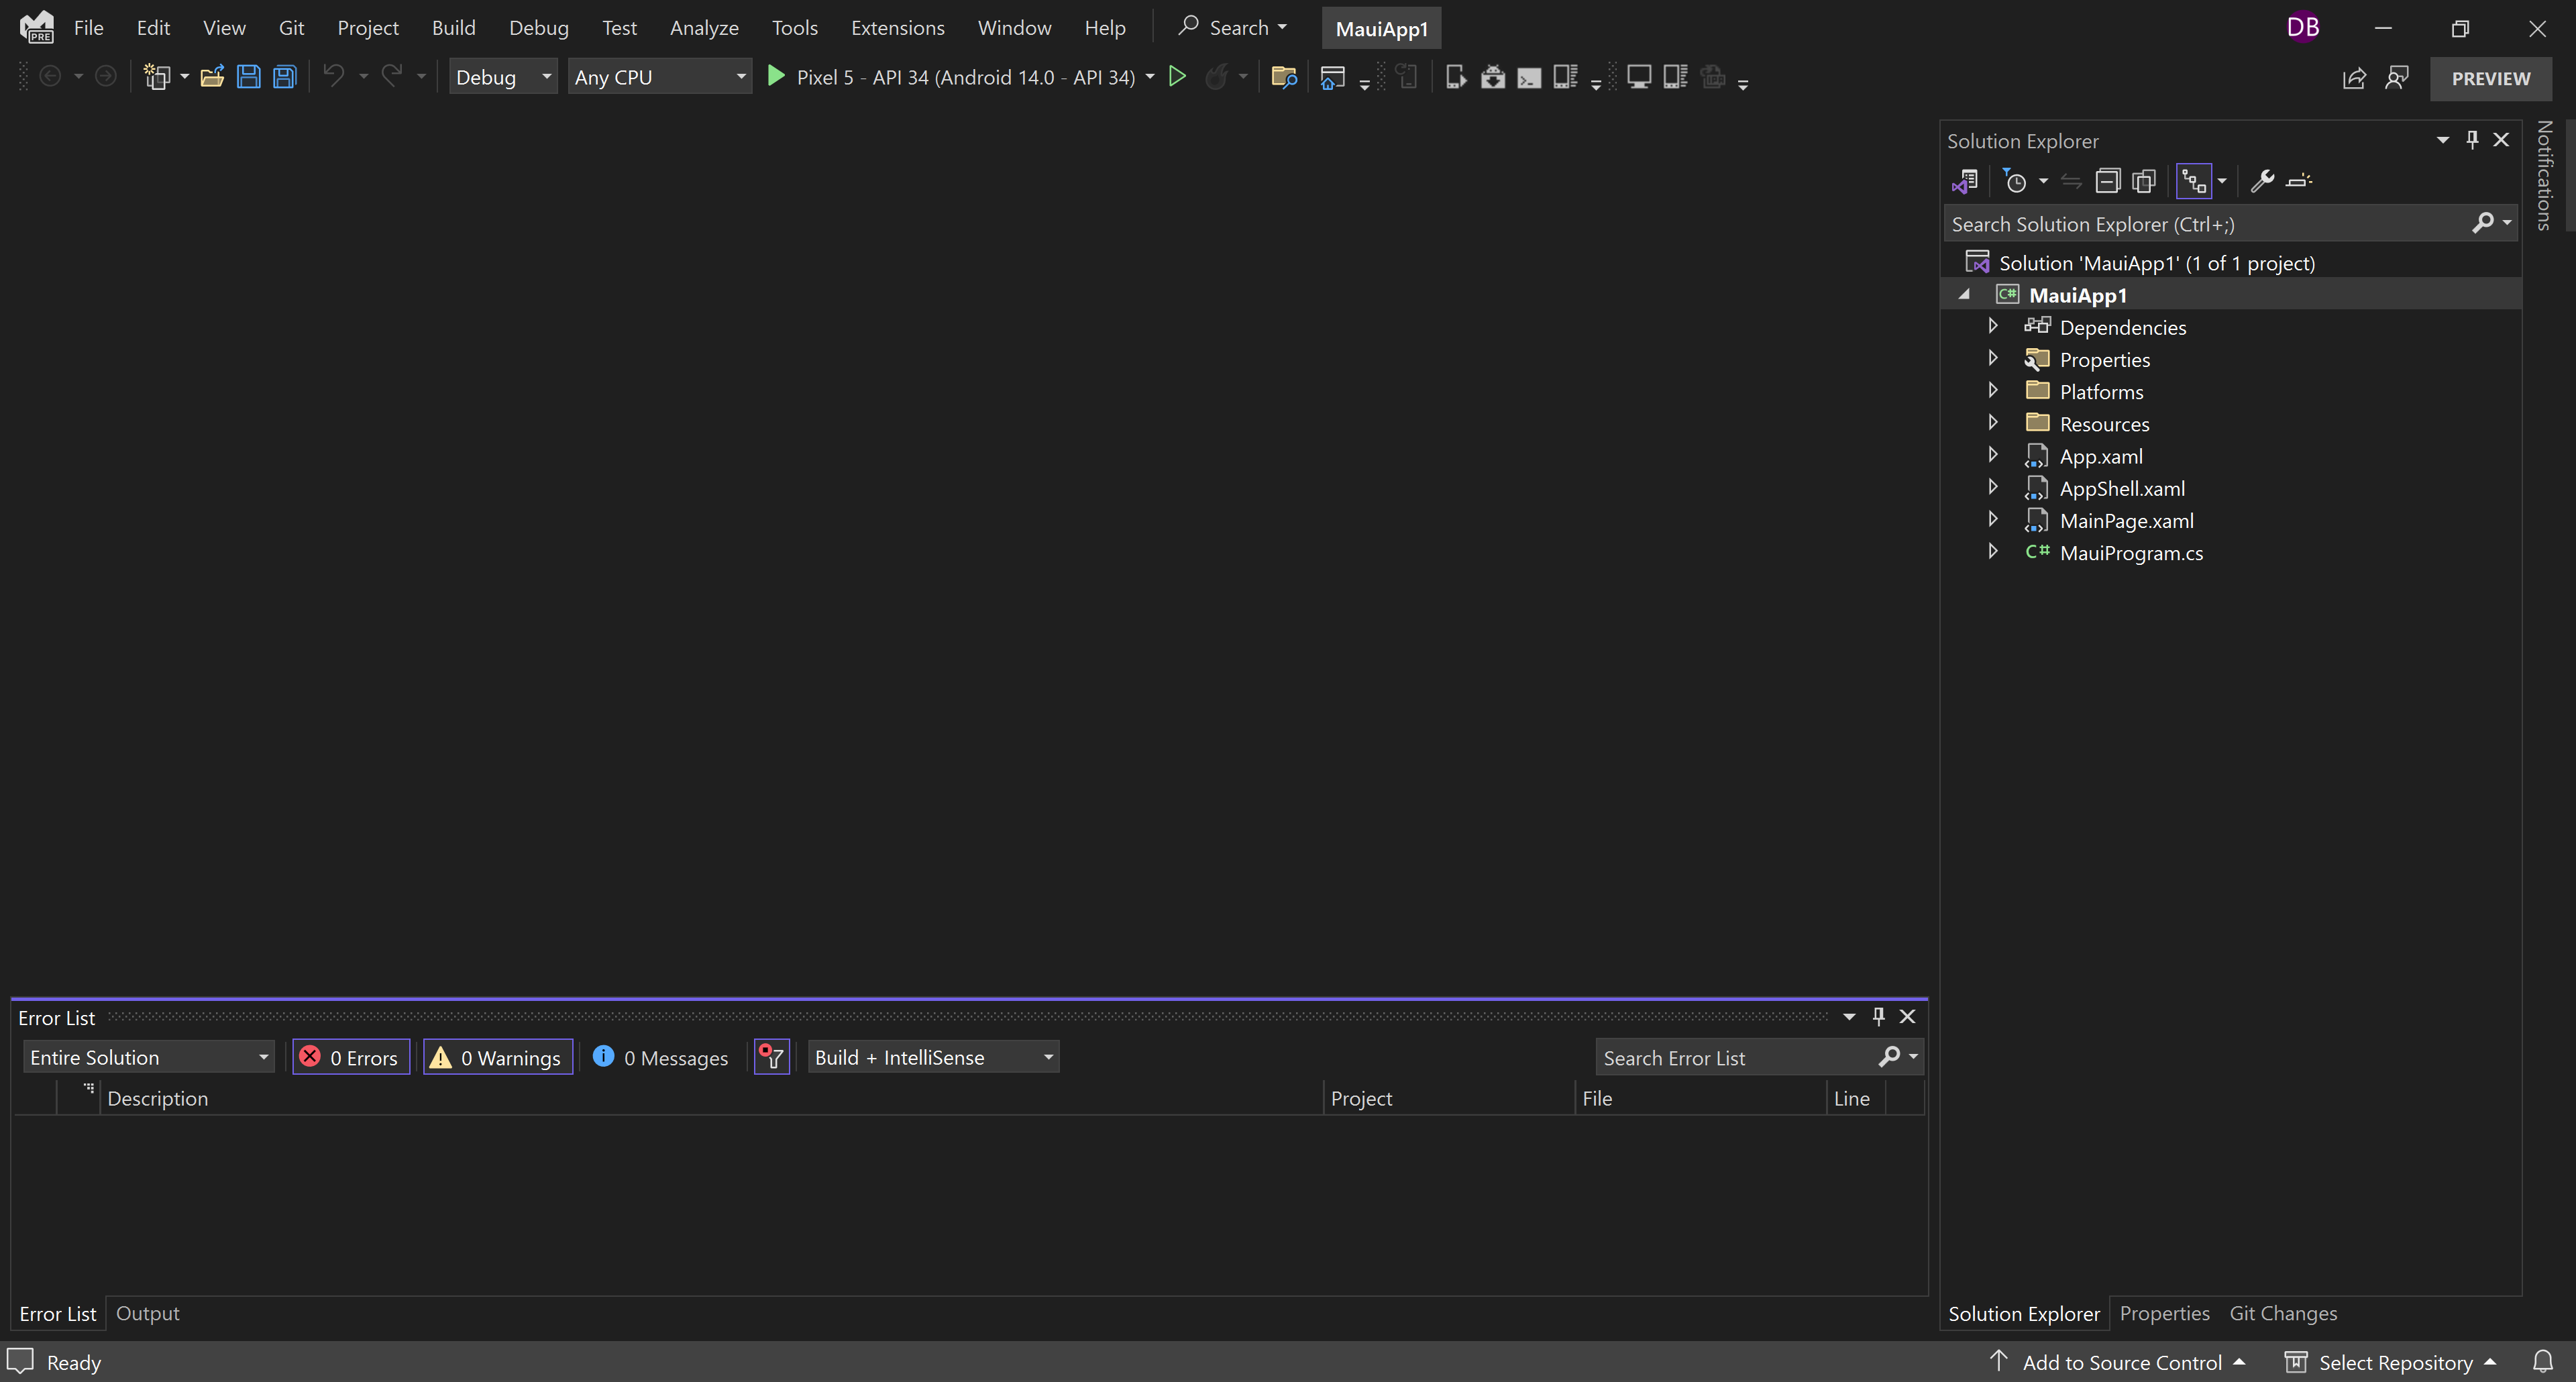 File Edit View Git Project Build Debug Test Analyze Tools Extensions Window Help Search MauiApp1 DB
PRE
Debug Any CPU Pixel 5 - API 34 (Android 14.0 - API 34) PREVIEW
Solution Explorer
Notifications
Search Solution Explorer (Ctrl+;)
Solution 'MauiApp1' (1 of 1 project)
C# MauiApp1
Dependencies
Properties
Platforms
Resources
App.xaml
AppShell.xaml
MainPage.xaml
C# MauiProgram.cs
Error List
Entire Solution 0 Errors 0 Warnings 0 Messages Build + IntelliSense Search Error List
Description Project File Line
Error List Output
Solution Explorer Properties Git Changes
Ready Add to Source Control Select Repository